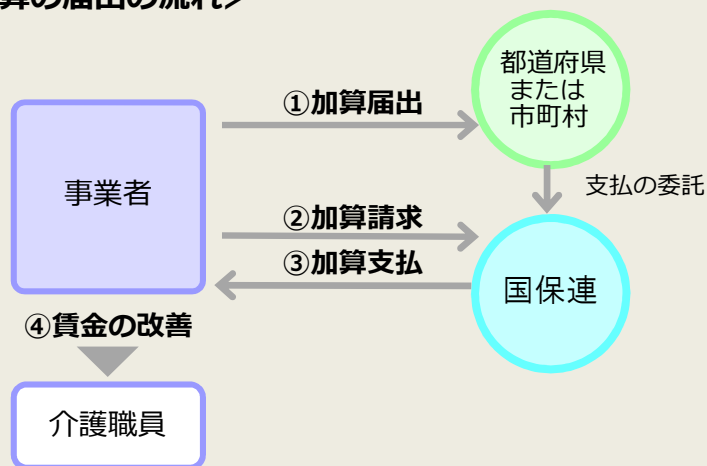 算の届出の流れ>
都道府県
または
市町村
①加算届出
支払の委託
事業者
②加算請求
③加算支払
国保連
④賃金の改善
介護職員